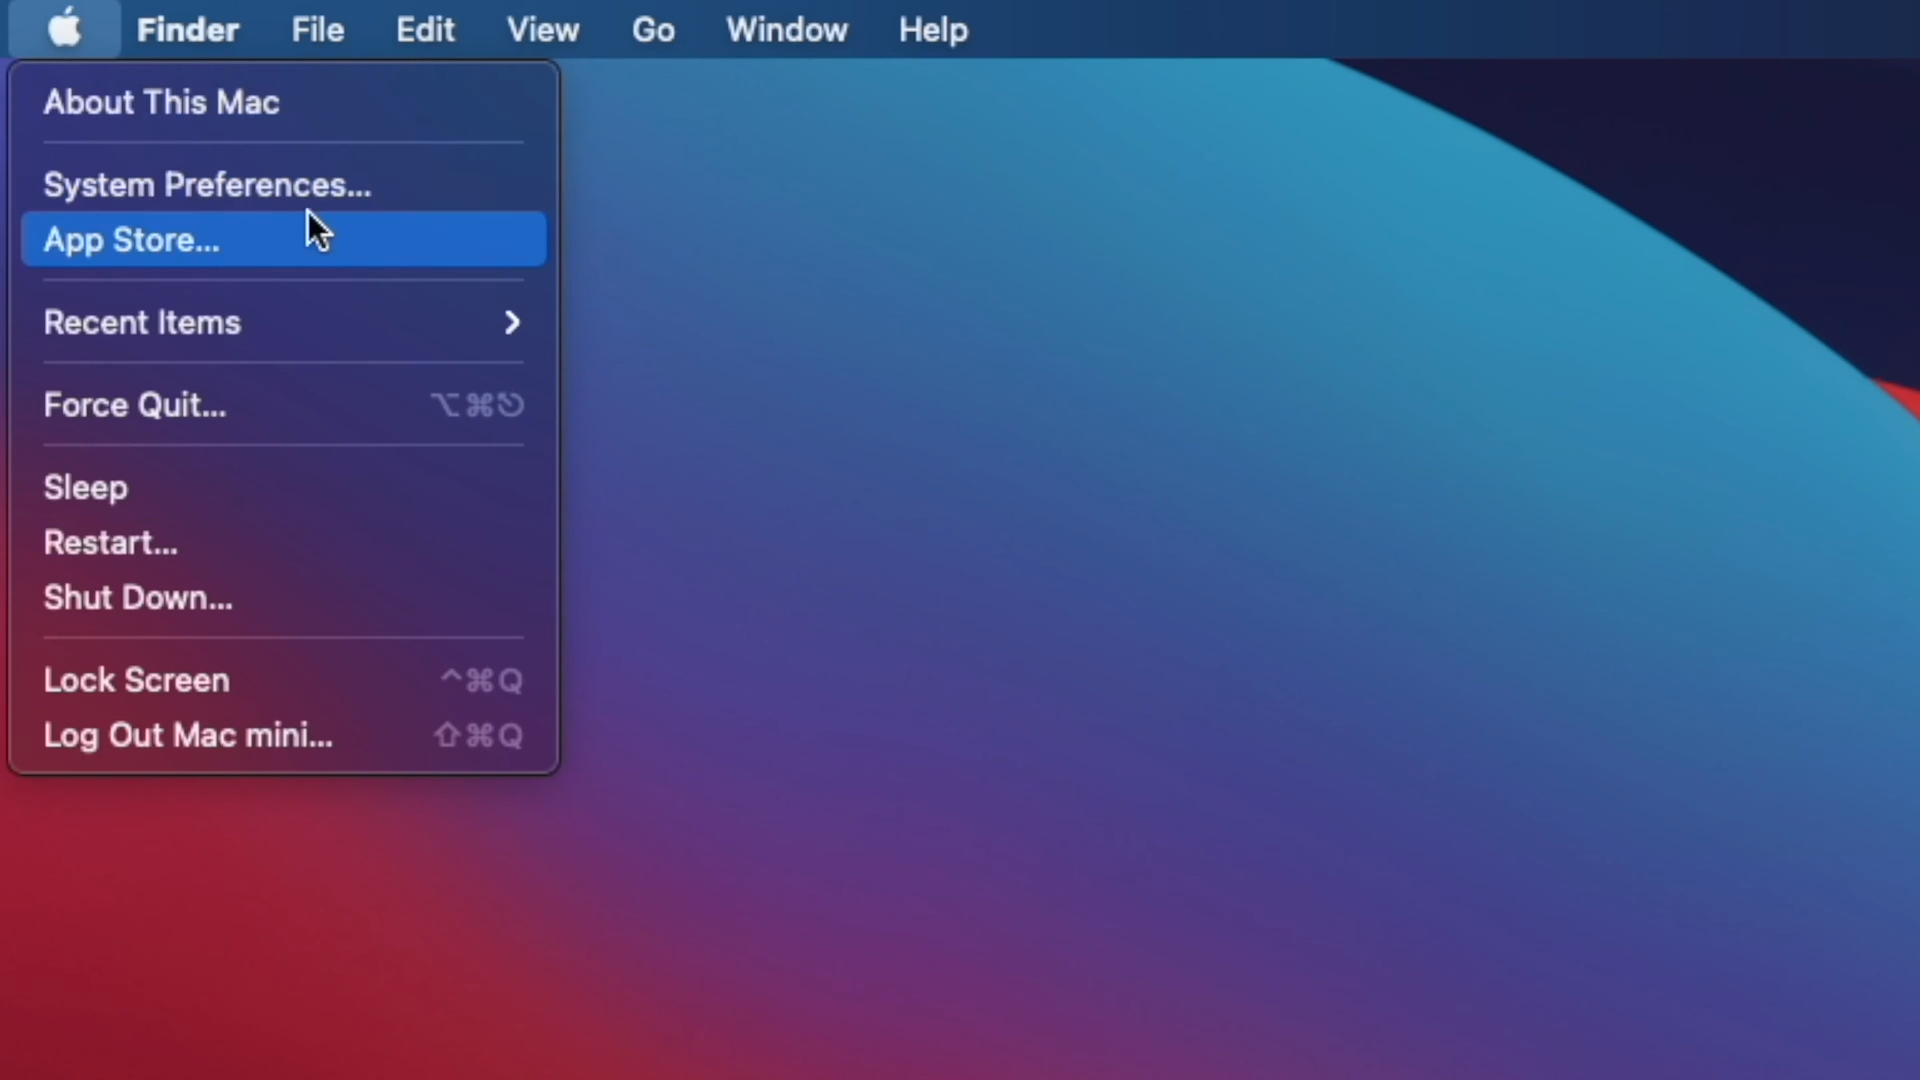 Finder File Edit View Go Window Help
About This Mac
System Preferences...
App Store...
Recent Items
Force Quit... ⌥⌘⎋
Sleep
Restart...
Shut Down...
Lock Screen ^⌘Q
Log Out Mac mini... ⇧⌘Q